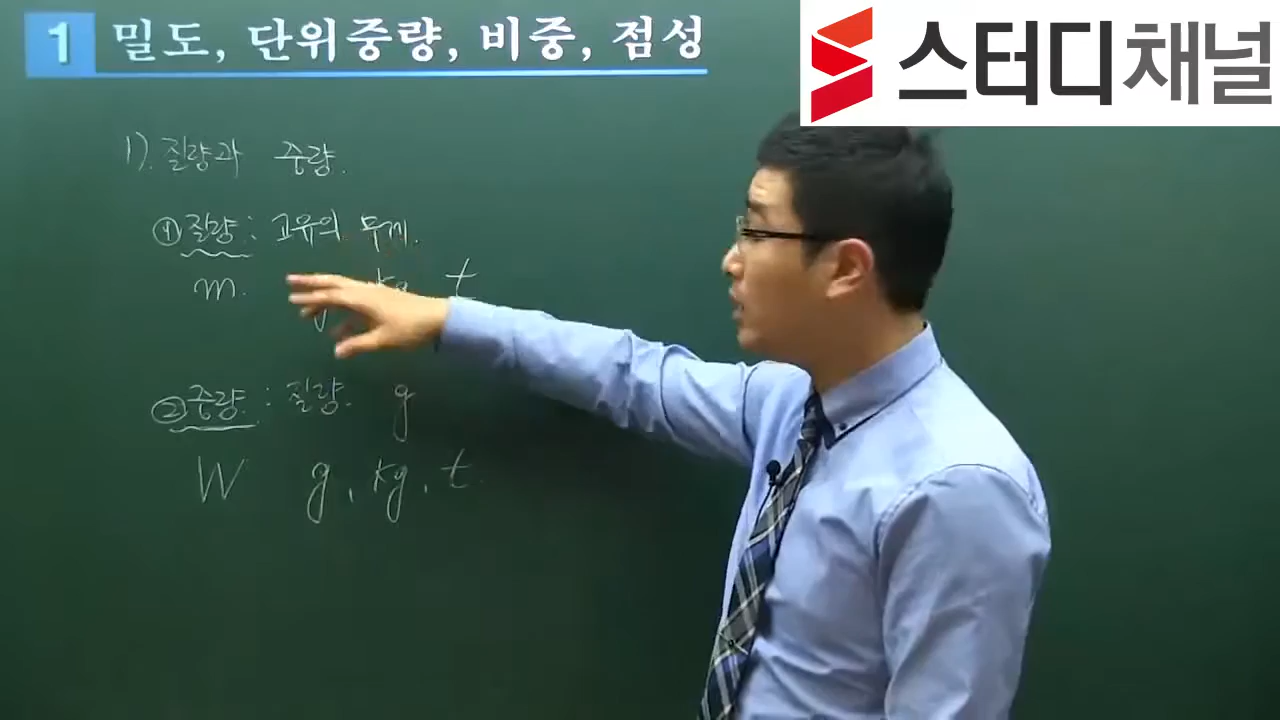 1 밀도, 단위중량, 비중, 점성
스터디채널
1). 질량과 중량.
① 질량 : 고유의 무게.
m. g kg t
② 중량 : 질량. g
W g, kg, t.